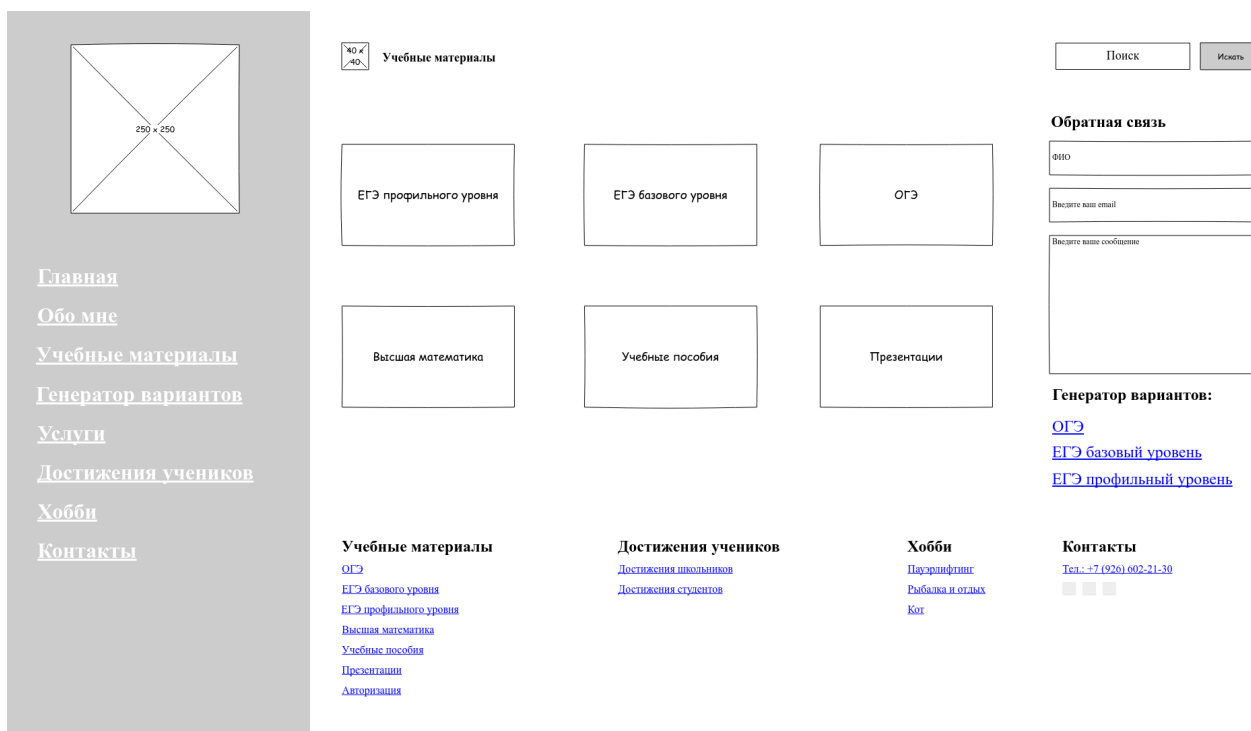 250 x 250
Главная
Обо мне
Учебные материалы
Генератор вариантов
Услуги
Достижения учеников
Хобби
Контакты
40 x
40
Учебные материалы
Поиск
Искать
ЕГЭ профильного уровня
ЕГЭ базового уровня
ОГЭ
Высшая математика
Учебные пособия
Презентации
Обратная связь
ФИО
Введите ваш email
Введите ваше сообщение
Генератор вариантов:
ОГЭ
ЕГЭ базовый уровень
ЕГЭ профильный уровень
Учебные материалы
ОГЭ
ЕГЭ базового уровня
ЕГЭ профильного уровня
Высшая математика
Учебные пособия
Презентации
Авторизация
Достижения учеников
Достижения школьников
Достижения студентов
Хобби
Пауэрлифтинг
Рыбалка и отдых
Кот
Контакты
Тел.: +7 (926) 602-21-30